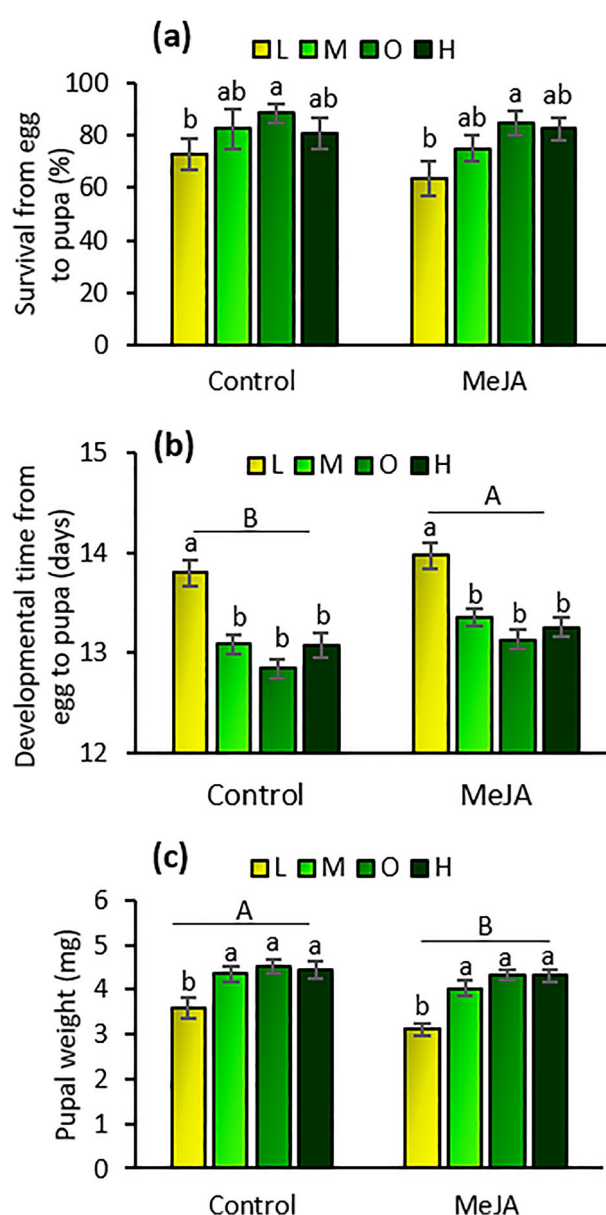 (a)
L M O H
Survival from egg
to pupa (%)
100
80
60
40
20
0
b ab a ab
b ab a ab
Control MeJA
(b)
L M O H
Developmental time from
egg to pupa (days)
15
14
13
12
B
A
a b b b
a b b b
Control MeJA
(c)
L M O H
Pupal weight (mg)
6
5
4
3
2
1
0
A
B
b a a a
b a a a
Control MeJA